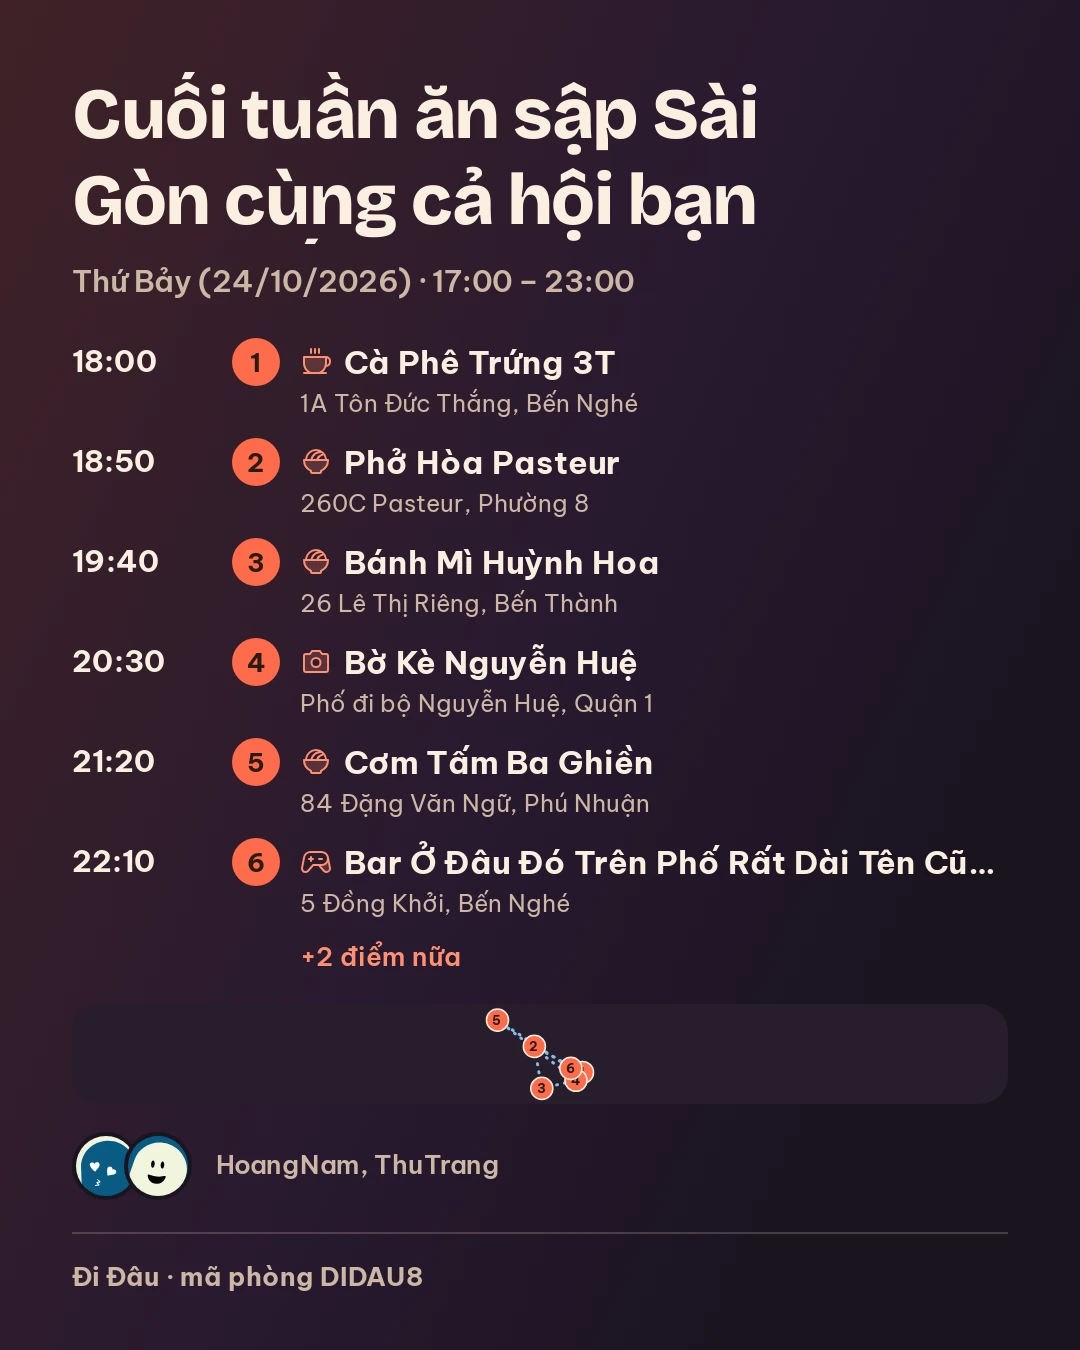 Cuối tuần ăn sập Sài
Gòn cùng cả hội bạn
Thứ Bảy (24/10/2026) · 17:00 – 23:00
18:00 1 Cà Phê Trứng 3T
1A Tôn Đức Thắng, Bến Nghé
18:50 2 Phở Hòa Pasteur
260C Pasteur, Phường 8
19:40 3 Bánh Mì Huỳnh Hoa
26 Lê Thị Riêng, Bến Thành
20:30 4 Bờ Kè Nguyễn Huệ
Phố đi bộ Nguyễn Huệ, Quận 1
21:20 5 Cơm Tấm Ba Ghiền
84 Đặng Văn Ngữ, Phú Nhuận
22:10 6 Bar Ở Đâu Đó Trên Phố Rất Dài Tên Cũ...
5 Đồng Khởi, Bến Nghé
+2 điểm nữa
5
2
6
4
3
HoangNam, ThuTrang
Đi Đâu · mã phòng DIDAU8